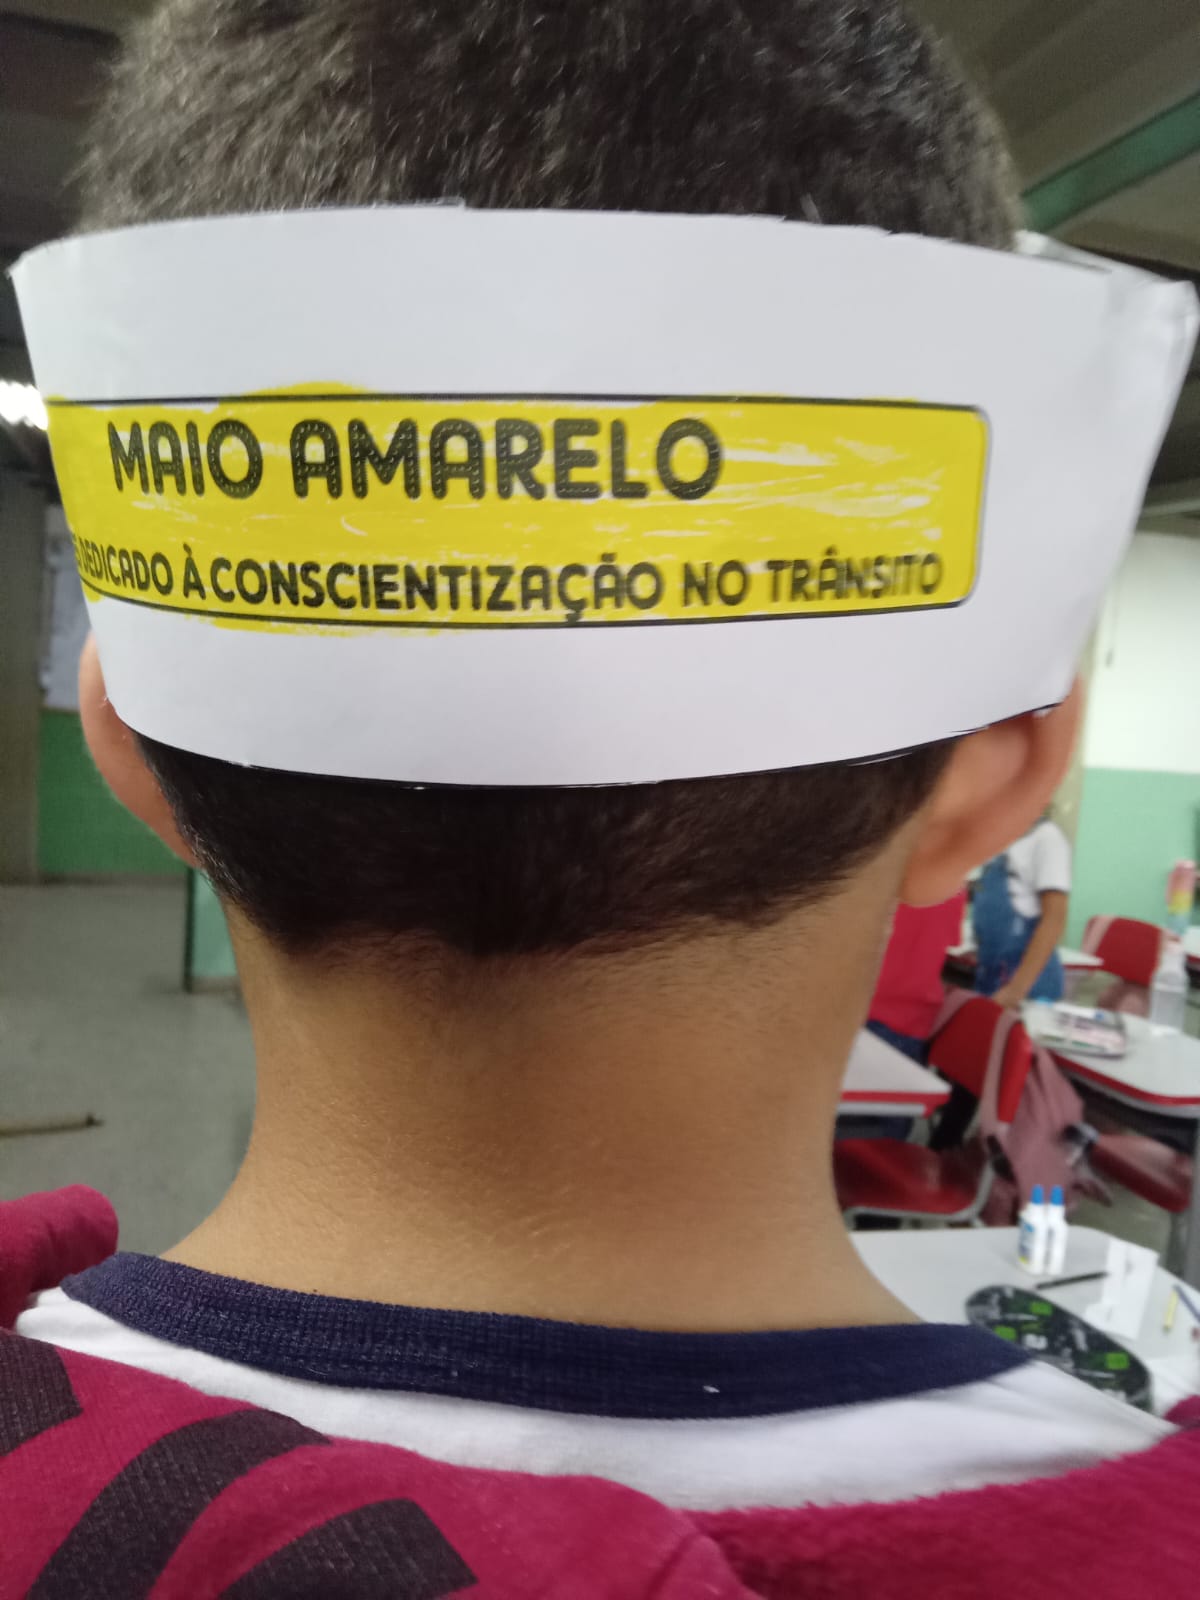 MAIO AMARELO
DEDICADO À CONSCIENTIZAÇÃO NO TRÂNSITO